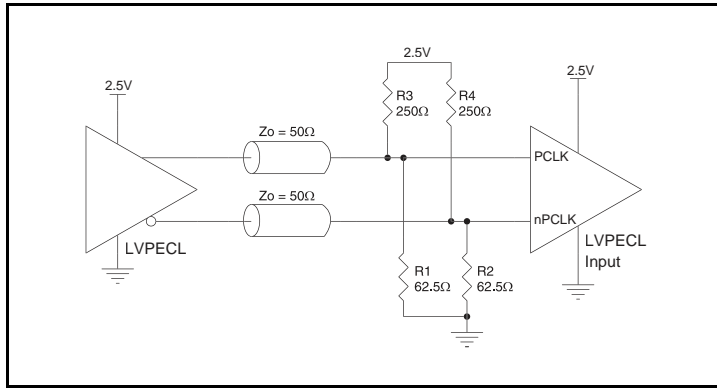 2.5V
2.5V
2.5V
R3
250Ω
R4
250Ω
Zo = 50Ω
PCLK
Zo = 50Ω
nPCLK
LVPECL
LVPECL
Input
R1
62.5Ω
R2
62.5Ω